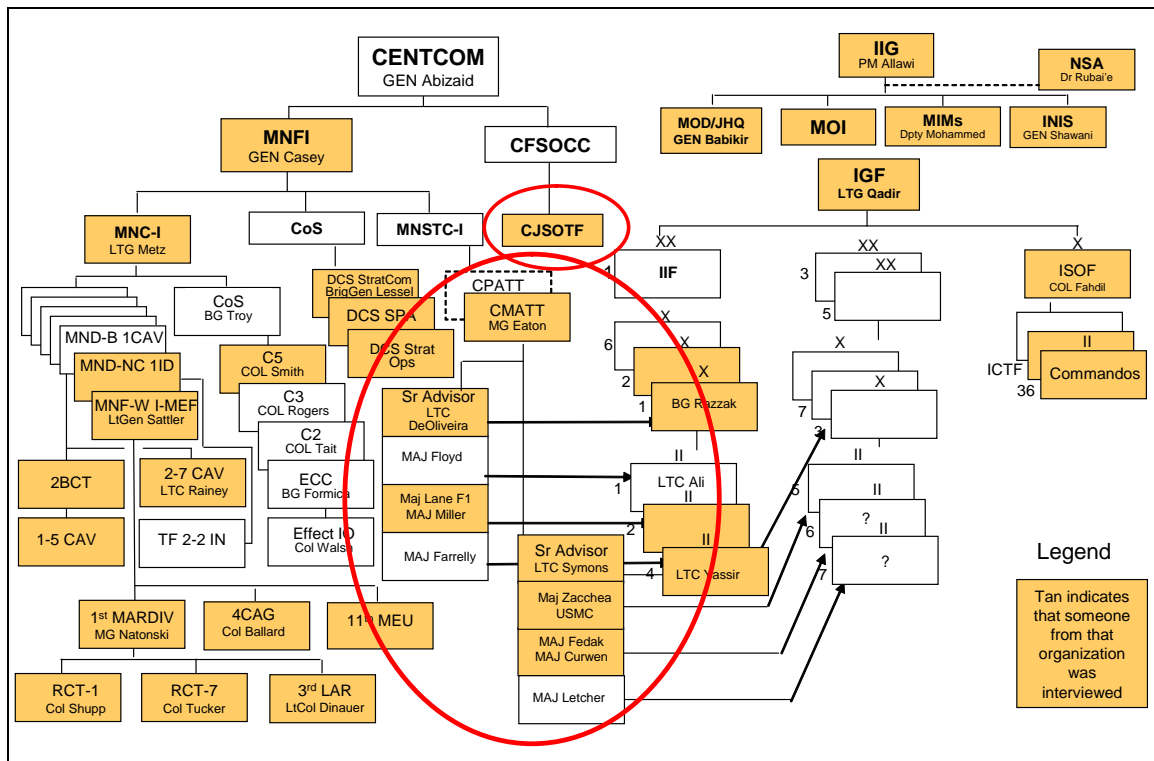 CENTCOM
GEN Abizaid
IIG
PM Allawi
NSA
Dr Rubai'e
MNFI
GEN Casey
CFSOCC
MOD/JHQ
GEN Babikir
MOI
MIMs
Dpty Mohammed
INIS
GEN Shawani
IGF
LTG Qadir
MNC-I
LTG Metz
CoS
MNSTC-I
CJSOTF
XX
1
IIF
XX
3
XX
5
X
ISOF
COL Fahdil
CoS
BG Troy
DCS StratCom
BrigGen Lessel
DCS SPA
DCS Strat
Ops
CPATT
CMATT
MG Eaton
MND-B 1CAV
MND-NC 1ID
MNF-W I-MEF
LtGen Sattler
C5
COL Smith
C3
COL Rogers
C2
COL Tait
ECC
BG Formica
Effect IO
Col Walsh
X
6
X
2
X
1
BG Razzak
X
X
7
3
ICTF
II
36
Commandos
Sr Advisor
LTC
DeOliveira
MAJ Floyd
Maj Lane F1
MAJ Miller
MAJ Farrelly
II
1
LTC Ali
II
2
II
4
LTC Yassir
II
5
II
6
?
II
7
?
2BCT
2-7 CAV
LTC Rainey
1-5 CAV
TF 2-2 IN
Sr Advisor
LTC Symons
Maj Zacchea
USMC
MAJ Fedak
MAJ Curwen
MAJ Letcher
1st MARDIV
MG Natonski
4CAG
Col Ballard
11th MEU
RCT-1
Col Shupp
RCT-7
Col Tucker
3rd LAR
LtCol Dinauer
Legend
Tan indicates
that someone
from that
organization
was
interviewed